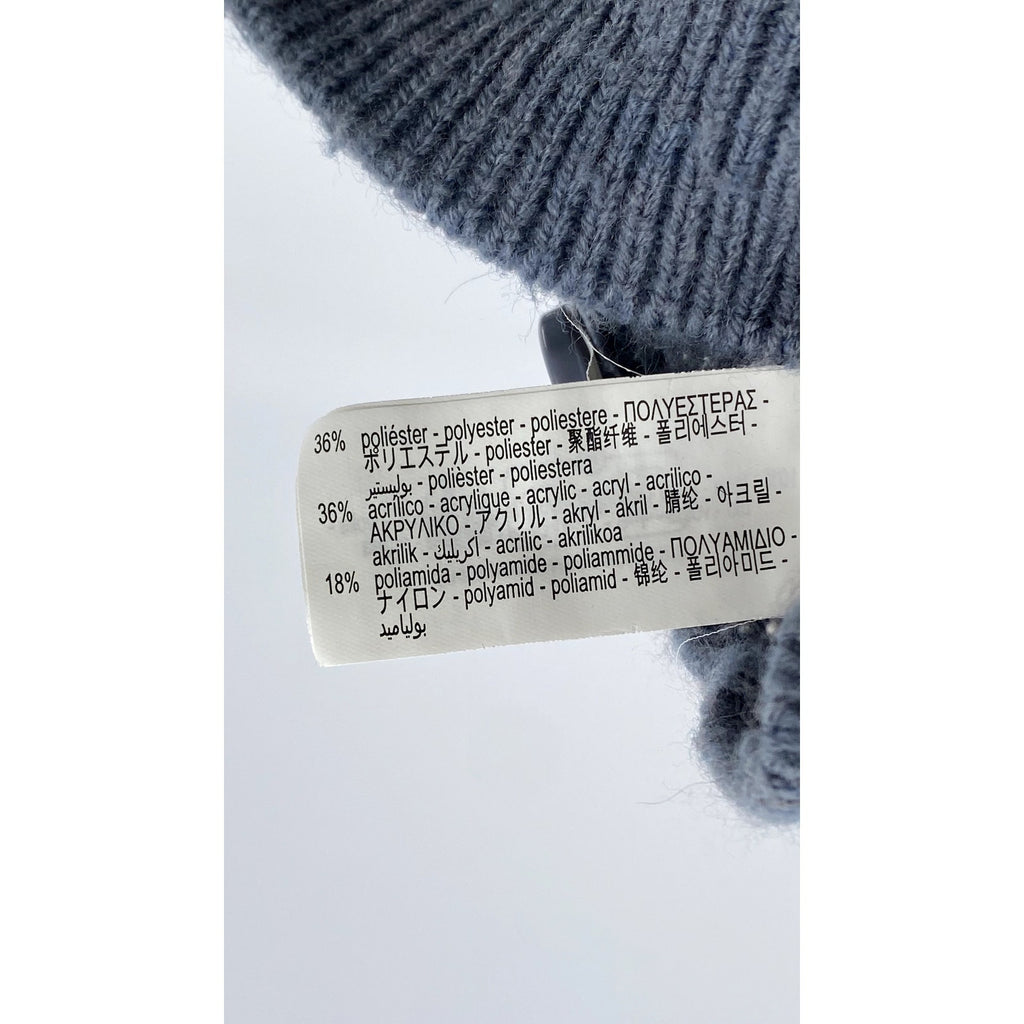 36% poliéster - polyester - poliestere - ΠΟΛΥΕΣΤΕΡΑΣ -
ポリエステル - poliester - 聚酯纤维 - 폴리에스터 -
بوليستير - polièster - poliesterra
36% acrílico - acrylique - acrylic - acryl - acrilico -
ΑΚΡΥΛΙΚΟ - アクリル - akryl - akril - 腈纶 - 아크릴 -
akrilik - أكريليك - acrílic - akrilikoa
18% poliamida - polyamide - poliammide - ΠΟΛΥΑΜΙΔΙΟ -
ナイロン - polyamid - poliamid - 锦纶 - 폴리아미드 -
بولياميد